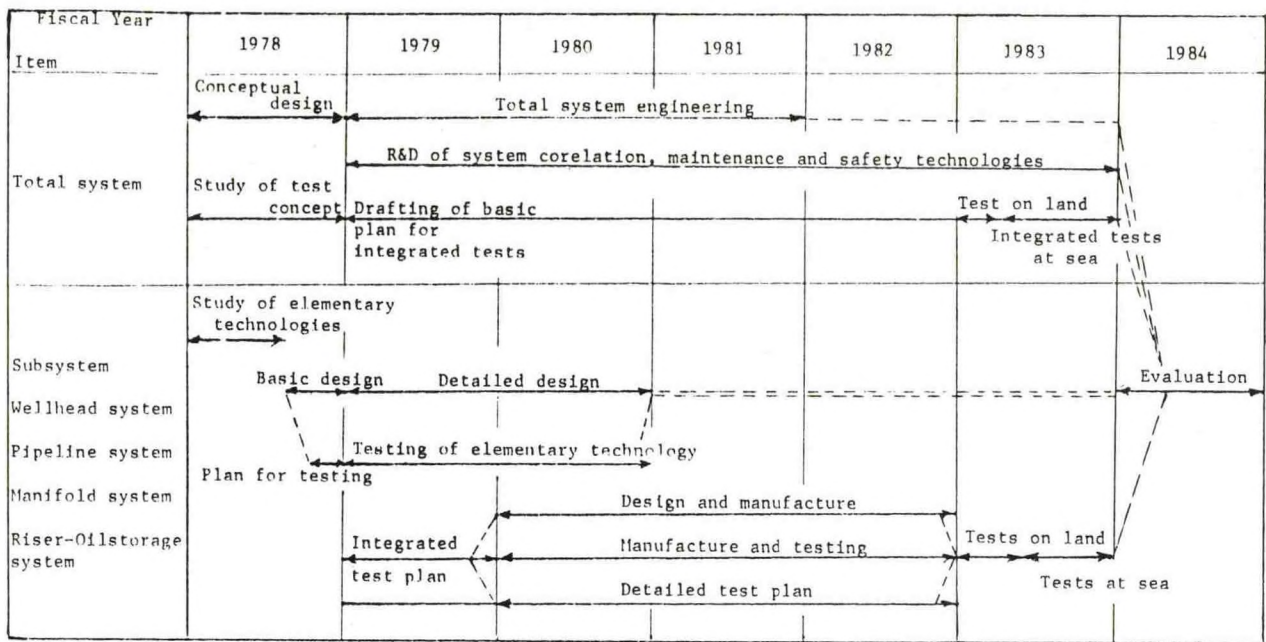 Fiscal Year
Item
1978 1979 1980 1981 1982 1983 1984
Conceptual
design
Total system engineering
R&D of system corelation, maintenance and safety technologies
Total system
Study of test
concept
Drafting of basic
plan for
integrated tests
Test on land
Integrated tests
at sea
Study of elementary
technologies
Subsystem
Basic design
Detailed design
Evaluation
Wellhead system
Pipeline system
Testing of elementary technology
Plan for testing
Manifold system
Design and manufacture
Riser-Oilstorage
system
Integrated
test plan
Manufacture and testing
Tests on land
Tests at sea
Detailed test plan